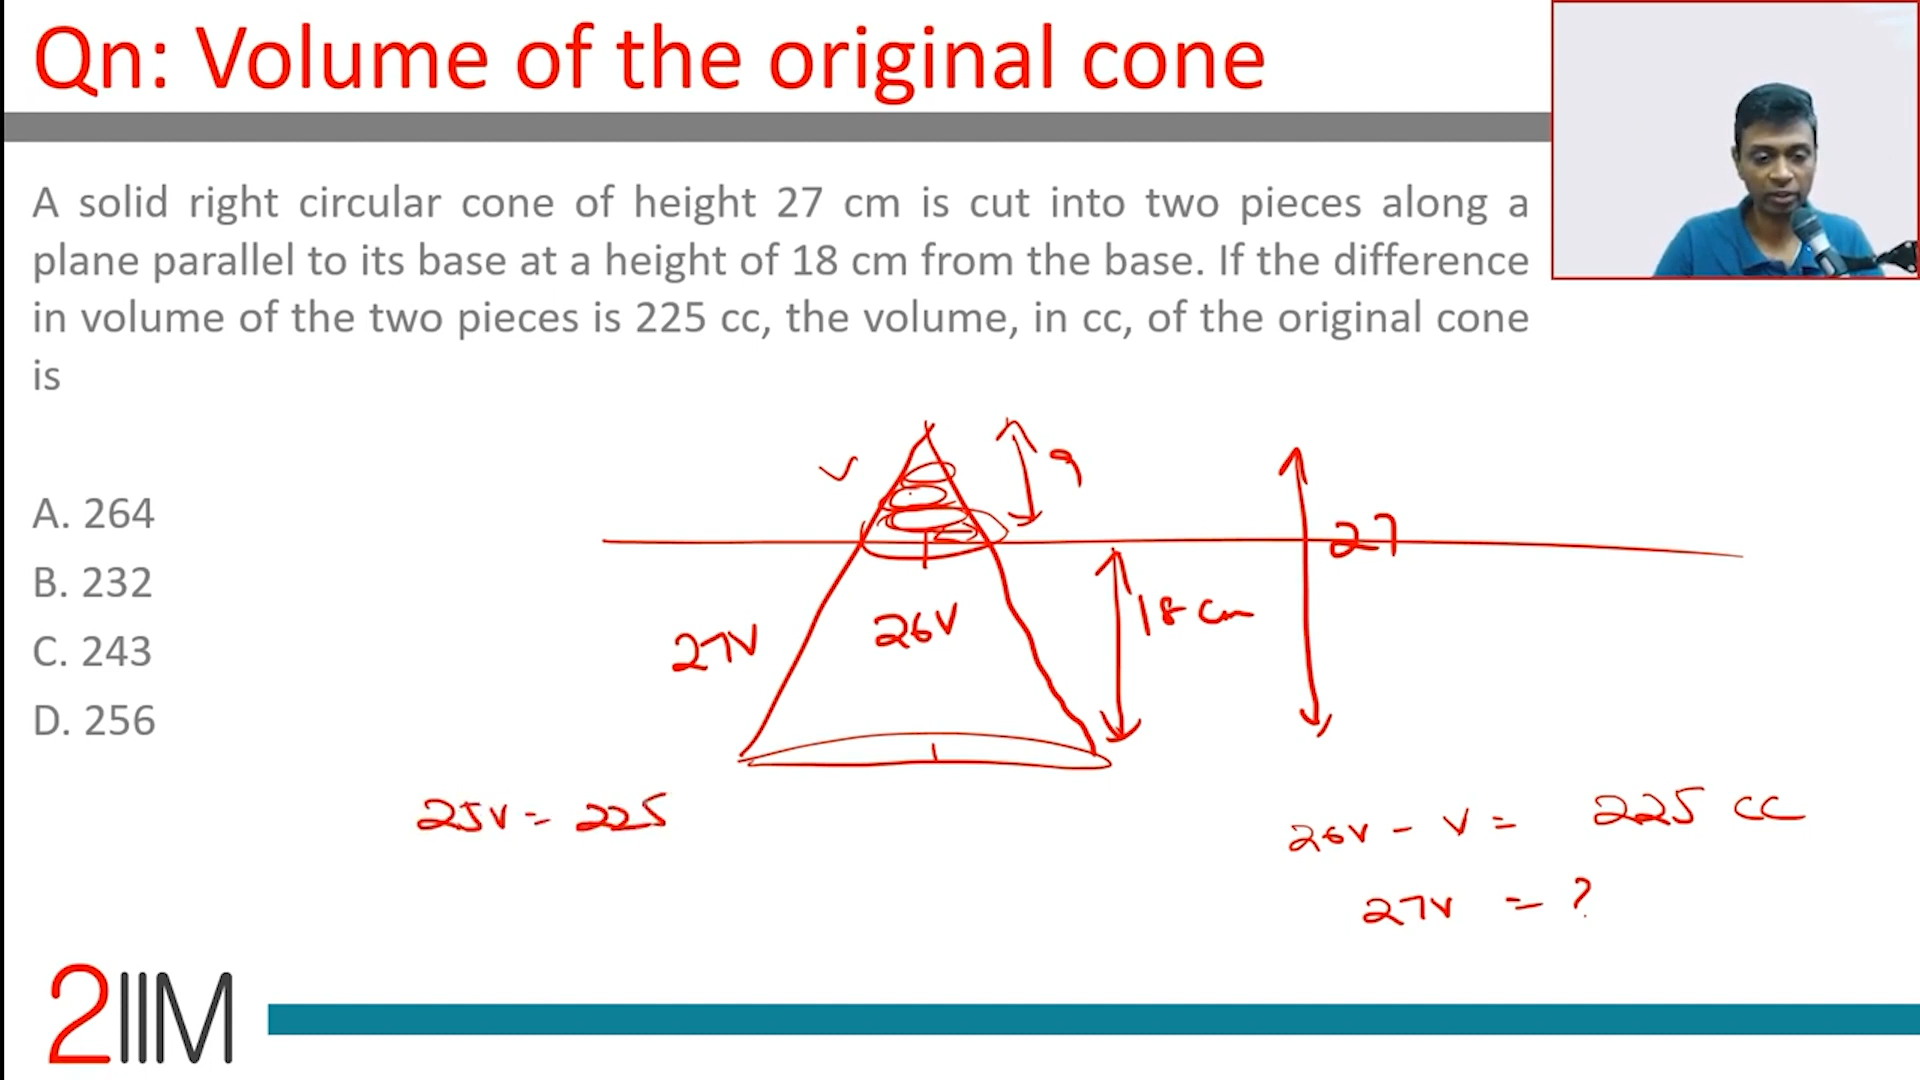 Qn: Volume of the original cone
A solid right circular cone of height 27 cm is cut into two pieces along a
plane parallel to its base at a height of 18 cm from the base. If the difference
in volume of the two pieces is 225 cc, the volume, in cc, of the original cone
is
A. 264
B. 232
C. 243
D. 256
V
9
27
18 cm
26V
27V
25V = 225
26V - V = 225 cc
27V = ?
2IIM